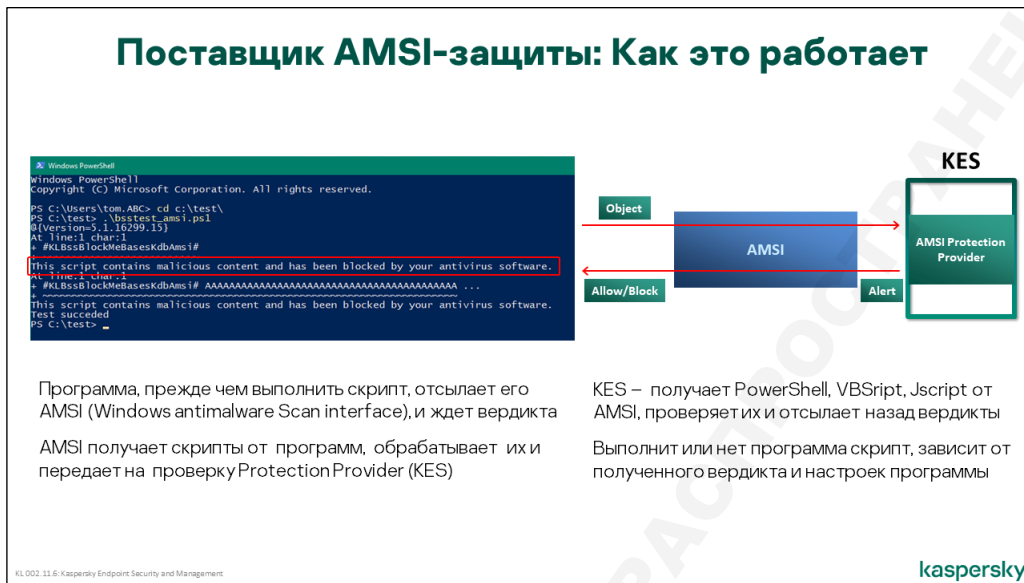 Поставщик AMSI-защиты: Как это работает
Windows PowerShell
Windows PowerShell
Copyright (C) Microsoft Corporation. All rights reserved.
PS C:\Users\tom.ABC> cd c:\test\
PS C:\test> .\bsstest_amsi.ps1
@{Version=5.1.16299.15}
At line:1 char:1
+ #KLBssBlockMeBasesKdbAmsi#
+ ~~~~~~~~~~~~~~~~~~~~~~~~~~
This script contains malicious content and has been blocked by your antivirus software.
At line:1 char:1
+ #KLBssBlockMeBasesKdbAmsi# AAAAAAAAAAAAAAAAAAAAAAAAAAAAAAAAAAAAAAAAAA ...
+ ~~~~~~~~~~~~~~~~~~~~~~~~~~~~~~~~~~~~~~~~~~~~~~~~~~~~~~~~~~~~~~~~~~~~~
This script contains malicious content and has been blocked by your antivirus software.
Test succeded
PS C:\test> _
Object
AMSI
Allow/Block
Alert
KES
AMSI Protection
Provider
Программа, прежде чем выполнить скрипт, отсылает его
AMSI (Windows antimalware Scan interface), и ждет вердикта
AMSI получает скрипты от программ, обрабатывает их и
передает на проверку Protection Provider (KES)
KES – получает PowerShell, VBSript, Jscript от
AMSI, проверяет их и отсылает назад вердикты
Выполнит или нет программа скрипт, зависит от
полученного вердикта и настроек программы
KL 002.11.6: Kaspersky Endpoint Security and Management
kaspersky